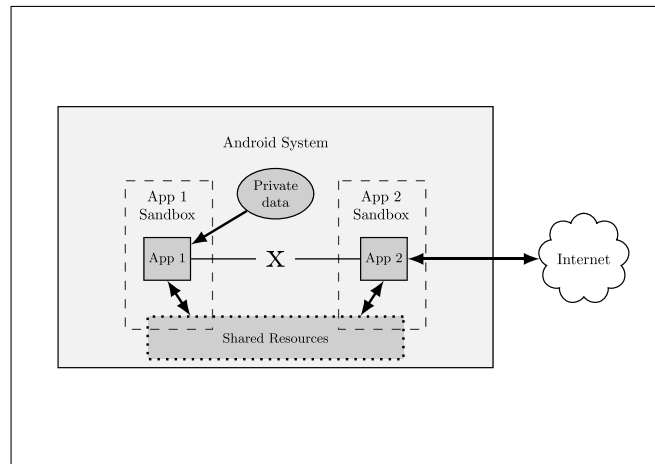 Android System
Private
data
App 1
Sandbox
App 2
Sandbox
App 1
X
App 2
Internet
Shared Resources